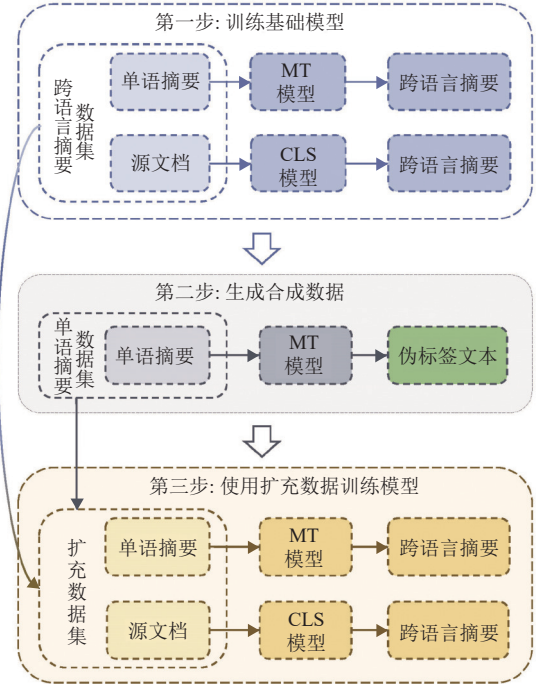 第一步: 训练基础模型
跨语言摘要
数据集
单语摘要
MT
模型
跨语言摘要
源文档
CLS
模型
跨语言摘要
第二步: 生成合成数据
单语摘要
数据集
单语摘要
MT
模型
伪标签文本
第三步: 使用扩充数据训练模型
扩充数据集
单语摘要
MT
模型
跨语言摘要
源文档
CLS
模型
跨语言摘要